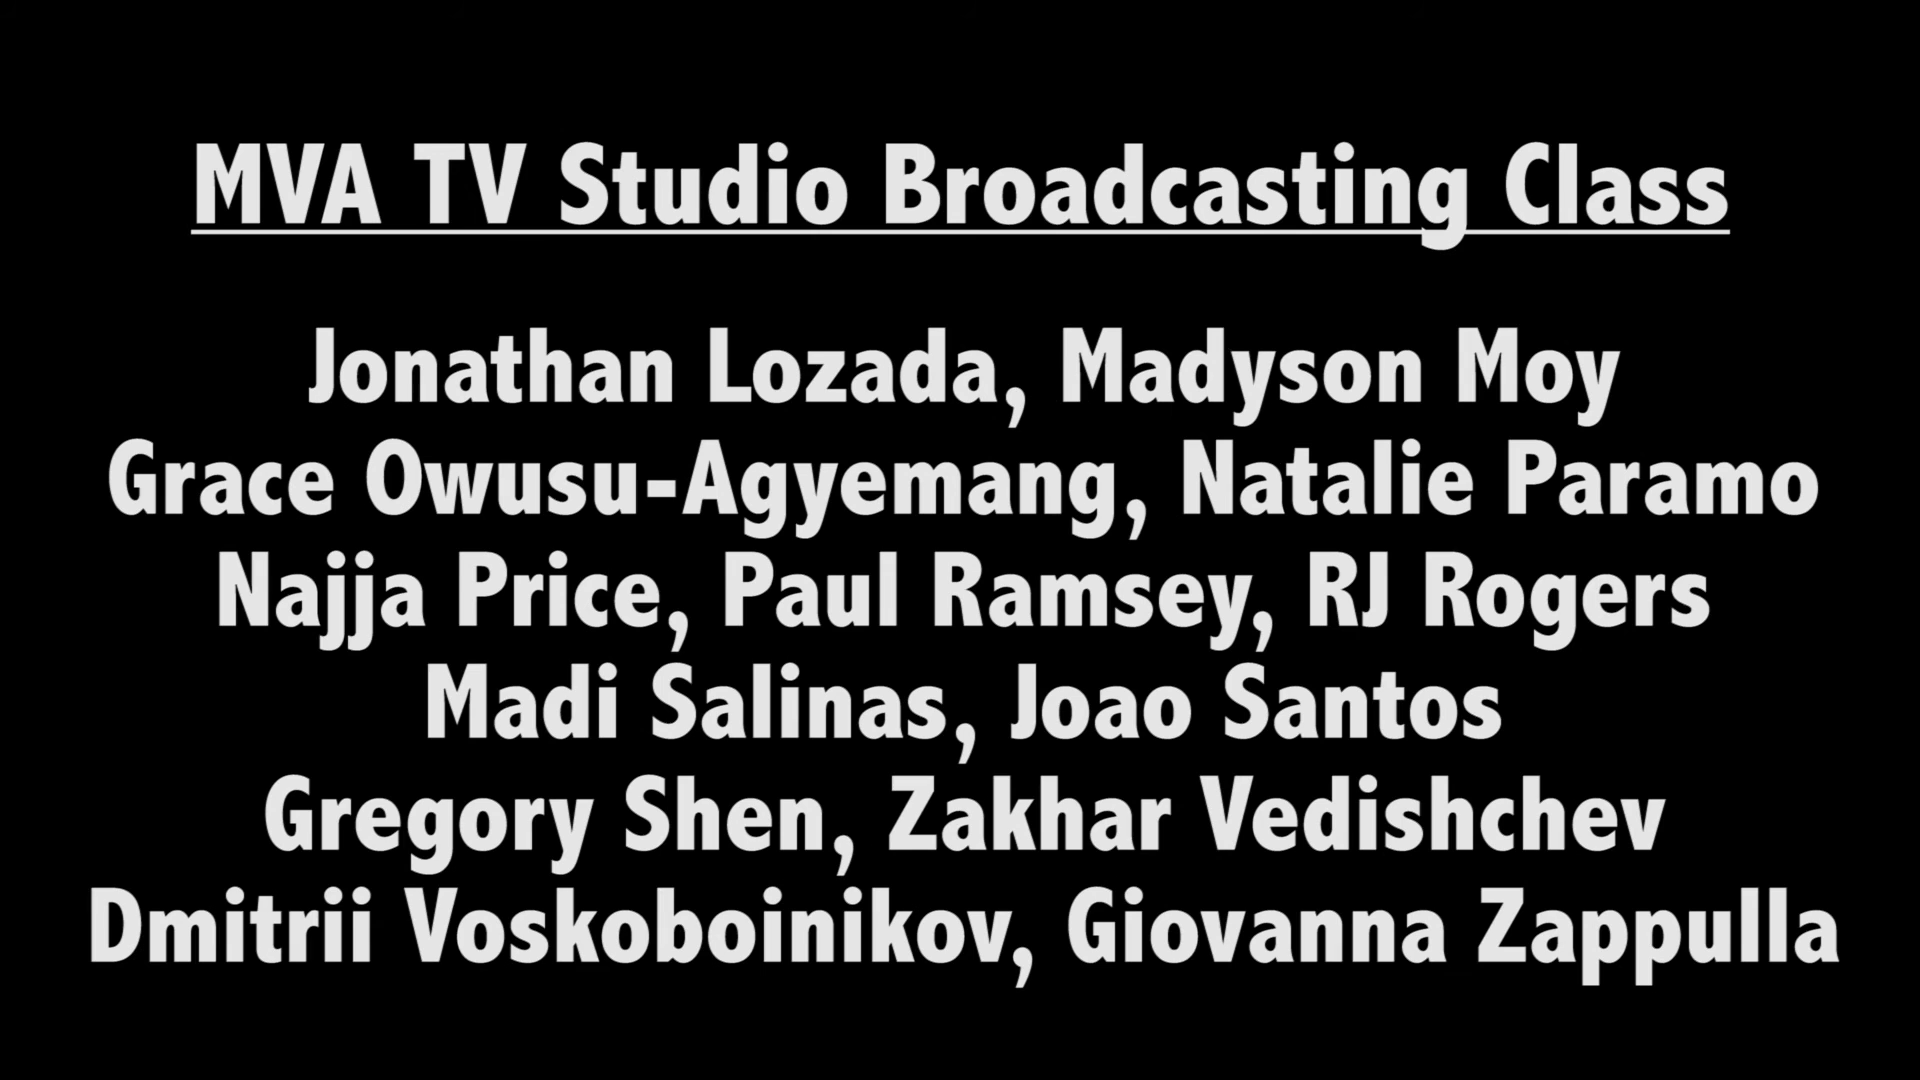 MVA TV Studio Broadcasting Class
Jonathan Lozada, Madyson Moy
Grace Owusu-Agyemang, Natalie Paramo
Najja Price, Paul Ramsey, RJ Rogers
Madi Salinas, Joao Santos
Gregory Shen, Zakhar Vedishchev
Dmitrii Voskoboinikov, Giovanna Zappulla